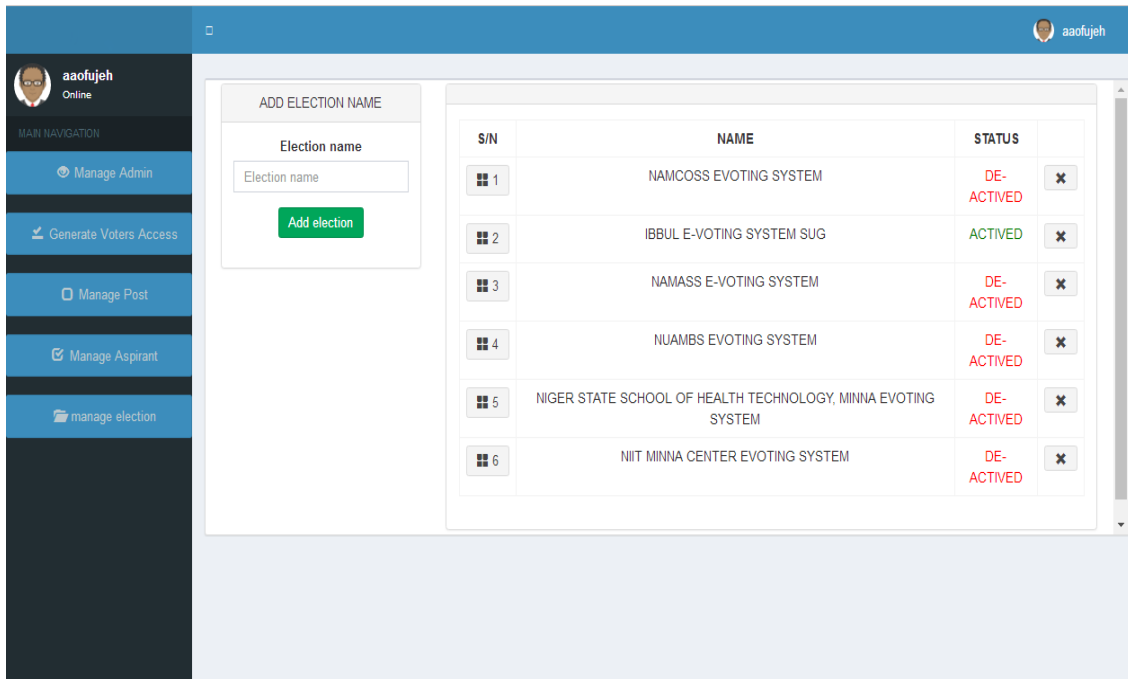 aaofujeh
aaofujeh
Online
MAIN NAVIGATION
Manage Admin
Generate Voters Access
Manage Post
Manage Aspirant
manage election
ADD ELECTION NAME
Election name
Election name
Add election
S/N NAME STATUS
1 NAMCOSS EVOTING SYSTEM DE-
ACTIVED
2 IBBUL E-VOTING SYSTEM SUG ACTIVED
3 NAMASS E-VOTING SYSTEM DE-
ACTIVED
4 NUAMBS EVOTING SYSTEM DE-
ACTIVED
5 NIGER STATE SCHOOL OF HEALTH TECHNOLOGY, MINNA EVOTING DE-
SYSTEM ACTIVED
6 NIIT MINNA CENTER EVOTING SYSTEM DE-
ACTIVED